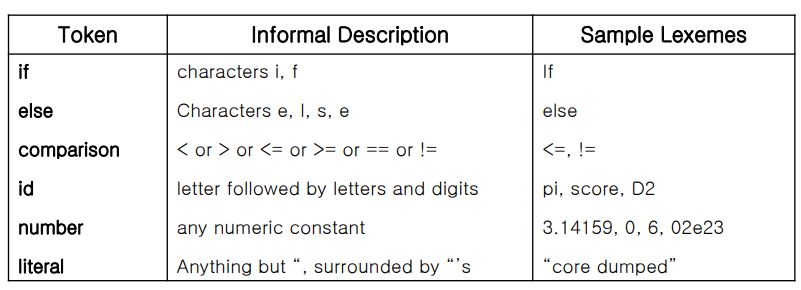 Token Informal Description Sample Lexemes
if characters i, f If
else Characters e, l, s, e else
comparison < or > or <= or >= or == or != <=, !=
id letter followed by letters and digits pi, score, D2
number any numeric constant 3.14159, 0, 6, 02e23
literal Anything but “, surrounded by “’s “core dumped”